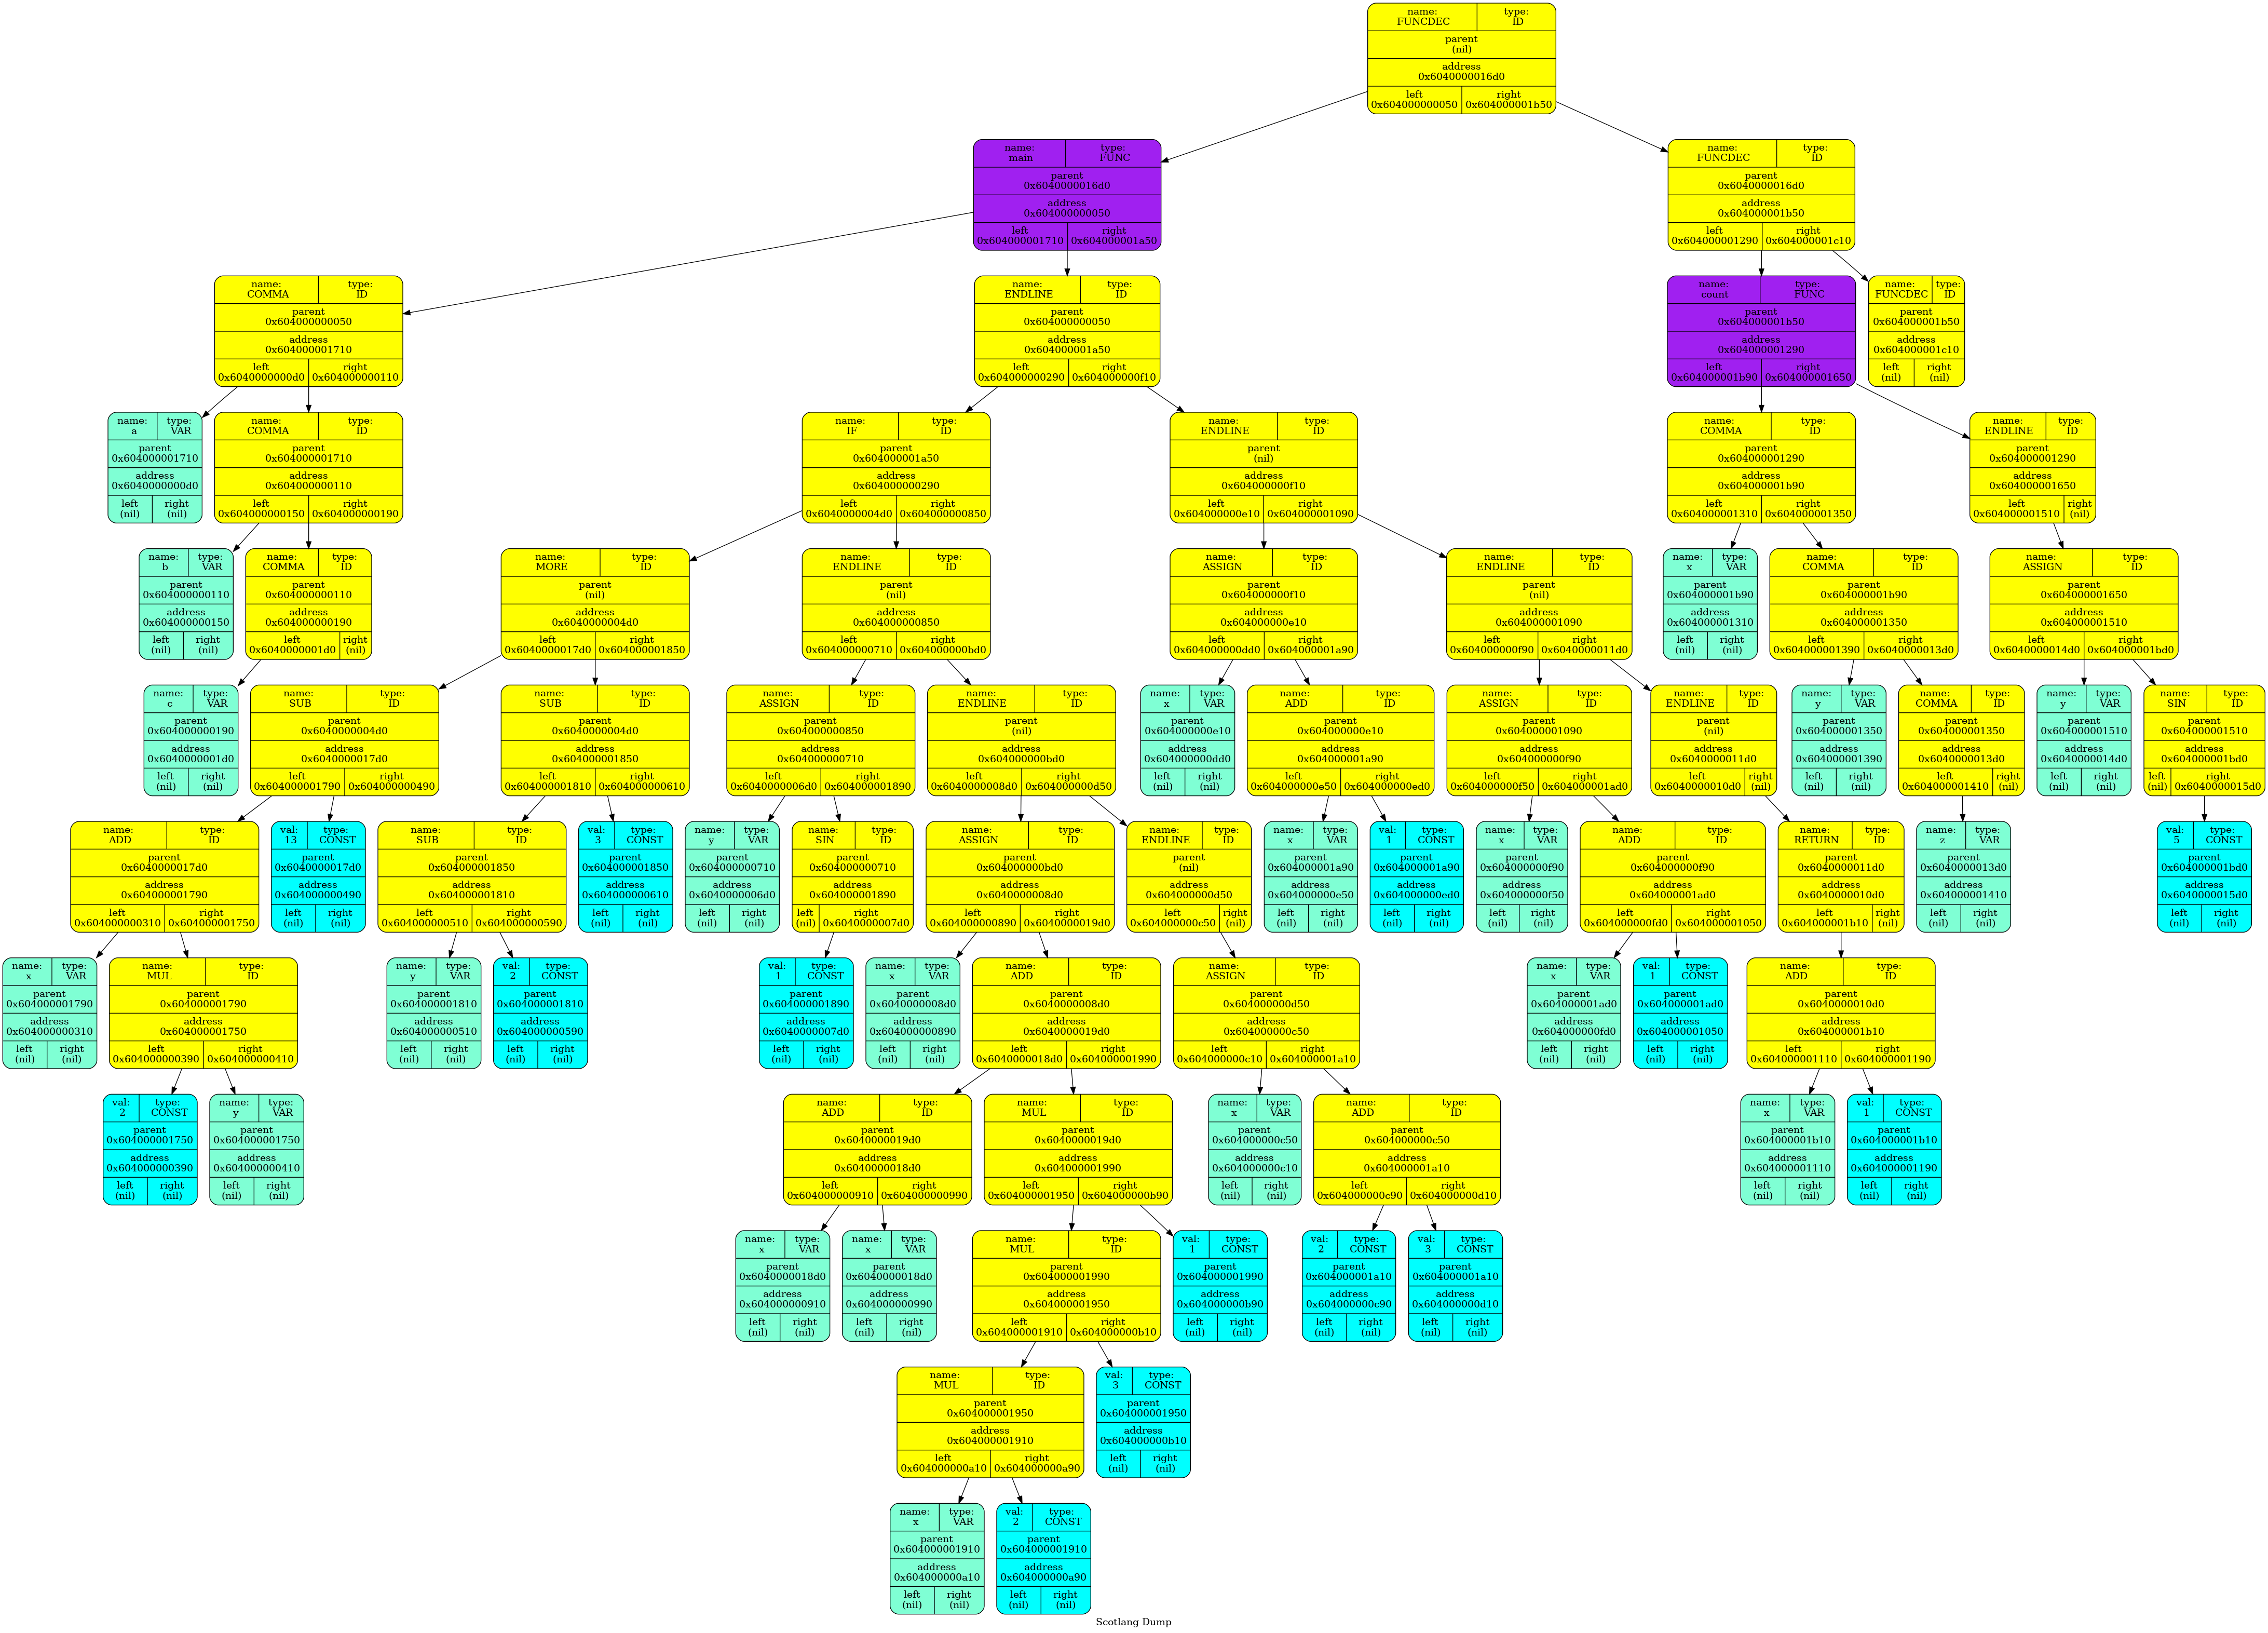 name: type:
FUNCDEC ID
parent
(nil)
address
0x6040000016d0
left right
0x604000000050 0x604000001b50
name: type:
main FUNC
parent
0x6040000016d0
address
0x604000000050
left right
0x604000001710 0x604000001a50
name: type:
FUNCDEC ID
parent
0x6040000016d0
address
0x604000001b50
left right
0x604000001290 0x604000001c10
name: type:
COMMA ID
parent
0x604000000050
address
0x604000001710
left right
0x6040000000d0 0x604000000110
name: type:
ENDLINE ID
parent
0x604000000050
address
0x604000001a50
left right
0x604000000290 0x604000000f10
name: type:
count FUNC
parent
0x604000001b50
address
0x604000001290
left right
0x604000001b90 0x604000001650
name: type:
FUNCDEC ID
parent
0x604000001b50
address
0x604000001c10
left right
(nil) (nil)
name: type:
a VAR
parent
0x604000001710
address
0x6040000000d0
left right
(nil) (nil)
name: type:
COMMA ID
parent
0x604000001710
address
0x604000000110
left right
0x604000000150 0x604000000190
name: type:
IF ID
parent
0x604000001a50
address
0x604000000290
left right
0x6040000004d0 0x604000000850
name: type:
ENDLINE ID
parent
(nil)
address
0x604000000f10
left right
0x604000000e10 0x604000001090
name: type:
COMMA ID
parent
0x604000001290
address
0x604000001b90
left right
0x604000001310 0x604000001350
name: type:
ENDLINE ID
parent
0x604000001290
address
0x604000001650
left right
0x604000001510 (nil)
name: type:
b VAR
parent
0x604000000110
address
0x604000000150
left right
(nil) (nil)
name: type:
COMMA ID
parent
0x604000000110
address
0x604000000190
left right
0x6040000001d0 (nil)
name: type:
MORE ID
parent
(nil)
address
0x6040000004d0
left right
0x6040000017d0 0x604000001850
name: type:
ENDLINE ID
parent
(nil)
address
0x604000000850
left right
0x604000000710 0x604000000bd0
name: type:
ASSIGN ID
parent
0x604000000f10
address
0x604000000e10
left right
0x604000000dd0 0x604000001a90
name: type:
ENDLINE ID
parent
(nil)
address
0x604000001090
left right
0x604000000f90 0x6040000011d0
name: type:
x VAR
parent
0x604000001b90
address
0x604000001310
left right
(nil) (nil)
name: type:
COMMA ID
parent
0x604000001b90
address
0x604000001350
left right
0x604000001390 0x6040000013d0
name: type:
ASSIGN ID
parent
0x604000001650
address
0x604000001510
left right
0x6040000014d0 0x604000001bd0
name: type:
c VAR
parent
0x604000000190
address
0x6040000001d0
left right
(nil) (nil)
name: type:
SUB ID
parent
0x6040000004d0
address
0x6040000017d0
left right
0x604000001790 0x604000000490
name: type:
SUB ID
parent
0x6040000004d0
address
0x604000001850
left right
0x604000001810 0x604000000610
name: type:
ASSIGN ID
parent
0x604000000850
address
0x604000000710
left right
0x6040000006d0 0x604000001890
name: type:
ENDLINE ID
parent
(nil)
address
0x604000000bd0
left right
0x6040000008d0 0x604000000d50
name: type:
x VAR
parent
0x604000000e10
address
0x604000000dd0
left right
(nil) (nil)
name: type:
ADD ID
parent
0x604000000e10
address
0x604000001a90
left right
0x604000000e50 0x604000000ed0
name: type:
ASSIGN ID
parent
0x604000001090
address
0x604000000f90
left right
0x604000000f50 0x604000001ad0
name: type:
ENDLINE ID
parent
(nil)
address
0x6040000011d0
left right
0x6040000010d0 (nil)
name: type:
y VAR
parent
0x604000001350
address
0x604000001390
left right
(nil) (nil)
name: type:
COMMA ID
parent
0x604000001350
address
0x6040000013d0
left right
0x604000001410 (nil)
name: type:
y VAR
parent
0x604000001510
address
0x6040000014d0
left right
(nil) (nil)
name: type:
SIN ID
parent
0x604000001510
address
0x604000001bd0
left right
(nil) 0x6040000015d0
name: type:
ADD ID
parent
0x6040000017d0
address
0x604000001790
left right
0x604000000310 0x604000001750
val: type:
13 CONST
parent
0x6040000017d0
address
0x604000000490
left right
(nil) (nil)
name: type:
SUB ID
parent
0x604000001850
address
0x604000001810
left right
0x604000000510 0x604000000590
val: type:
3 CONST
parent
0x604000001850
address
0x604000000610
left right
(nil) (nil)
name: type:
y VAR
parent
0x604000000710
address
0x6040000006d0
left right
(nil) (nil)
name: type:
SIN ID
parent
0x604000000710
address
0x604000001890
left right
(nil) 0x6040000007d0
name: type:
ASSIGN ID
parent
0x604000000bd0
address
0x6040000008d0
left right
0x604000000890 0x6040000019d0
name: type:
ENDLINE ID
parent
(nil)
address
0x604000000d50
left right
0x604000000c50 (nil)
name: type:
x VAR
parent
0x604000001a90
address
0x604000000e50
left right
(nil) (nil)
val: type:
1 CONST
parent
0x604000001a90
address
0x604000000ed0
left right
(nil) (nil)
name: type:
x VAR
parent
0x604000000f90
address
0x604000000f50
left right
(nil) (nil)
name: type:
ADD ID
parent
0x604000000f90
address
0x604000001ad0
left right
0x604000000fd0 0x604000001050
name: type:
RETURN ID
parent
0x6040000011d0
address
0x6040000010d0
left right
0x604000001b10 (nil)
name: type:
z VAR
parent
0x6040000013d0
address
0x604000001410
left right
(nil) (nil)
val: type:
5 CONST
parent
0x604000001bd0
address
0x6040000015d0
left right
(nil) (nil)
name: type:
x VAR
parent
0x604000001790
address
0x604000000310
left right
(nil) (nil)
name: type:
MUL ID
parent
0x604000001790
address
0x604000001750
left right
0x604000000390 0x604000000410
name: type:
y VAR
parent
0x604000001810
address
0x604000000510
left right
(nil) (nil)
val: type:
2 CONST
parent
0x604000001810
address
0x604000000590
left right
(nil) (nil)
val: type:
1 CONST
parent
0x604000001890
address
0x6040000007d0
left right
(nil) (nil)
name: type:
x VAR
parent
0x6040000008d0
address
0x604000000890
left right
(nil) (nil)
name: type:
ADD ID
parent
0x6040000008d0
address
0x6040000019d0
left right
0x6040000018d0 0x604000001990
name: type:
ASSIGN ID
parent
0x604000000d50
address
0x604000000c50
left right
0x604000000c10 0x604000001a10
name: type:
x VAR
parent
0x604000001ad0
address
0x604000000fd0
left right
(nil) (nil)
val: type:
1 CONST
parent
0x604000001ad0
address
0x604000001050
left right
(nil) (nil)
name: type:
ADD ID
parent
0x6040000010d0
address
0x604000001b10
left right
0x604000001110 0x604000001190
val: type:
2 CONST
parent
0x604000001750
address
0x604000000390
left right
(nil) (nil)
name: type:
y VAR
parent
0x604000001750
address
0x604000000410
left right
(nil) (nil)
name: type:
ADD ID
parent
0x6040000019d0
address
0x6040000018d0
left right
0x604000000910 0x604000000990
name: type:
MUL ID
parent
0x6040000019d0
address
0x604000001990
left right
0x604000001950 0x604000000b90
name: type:
x VAR
parent
0x604000000c50
address
0x604000000c10
left right
(nil) (nil)
name: type:
ADD ID
parent
0x604000000c50
address
0x604000001a10
left right
0x604000000c90 0x604000000d10
name: type:
x VAR
parent
0x604000001b10
address
0x604000001110
left right
(nil) (nil)
val: type:
1 CONST
parent
0x604000001b10
address
0x604000001190
left right
(nil) (nil)
name: type:
x VAR
parent
0x6040000018d0
address
0x604000000910
left right
(nil) (nil)
name: type:
x VAR
parent
0x6040000018d0
address
0x604000000990
left right
(nil) (nil)
name: type:
MUL ID
parent
0x604000001990
address
0x604000001950
left right
0x604000001910 0x604000000b10
val: type:
1 CONST
parent
0x604000001990
address
0x604000000b90
left right
(nil) (nil)
val: type:
2 CONST
parent
0x604000001a10
address
0x604000000c90
left right
(nil) (nil)
val: type:
3 CONST
parent
0x604000001a10
address
0x604000000d10
left right
(nil) (nil)
name: type:
MUL ID
parent
0x604000001950
address
0x604000001910
left right
0x604000000a10 0x604000000a90
val: type:
3 CONST
parent
0x604000001950
address
0x604000000b10
left right
(nil) (nil)
name: type:
x VAR
parent
0x604000001910
address
0x604000000a10
left right
(nil) (nil)
val: type:
2 CONST
parent
0x604000001910
address
0x604000000a90
left right
(nil) (nil)
Scotlang Dump